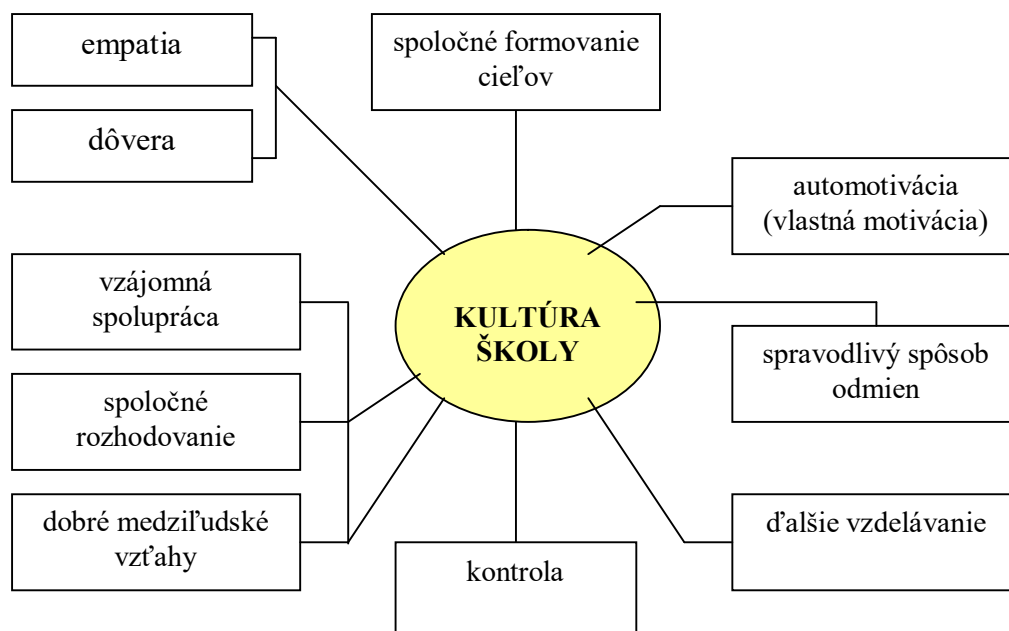 empatia
spoločné formovanie
cieľov
dôvera
automotivácia
(vlastná motivácia)
vzájomná
spolupráca
KULTÚRA
ŠKOLY
spravodlivý spôsob
odmien
spoločné
rozhodovanie
dobré medziľudské
vzťahy
ďalšie vzdelávanie
kontrola